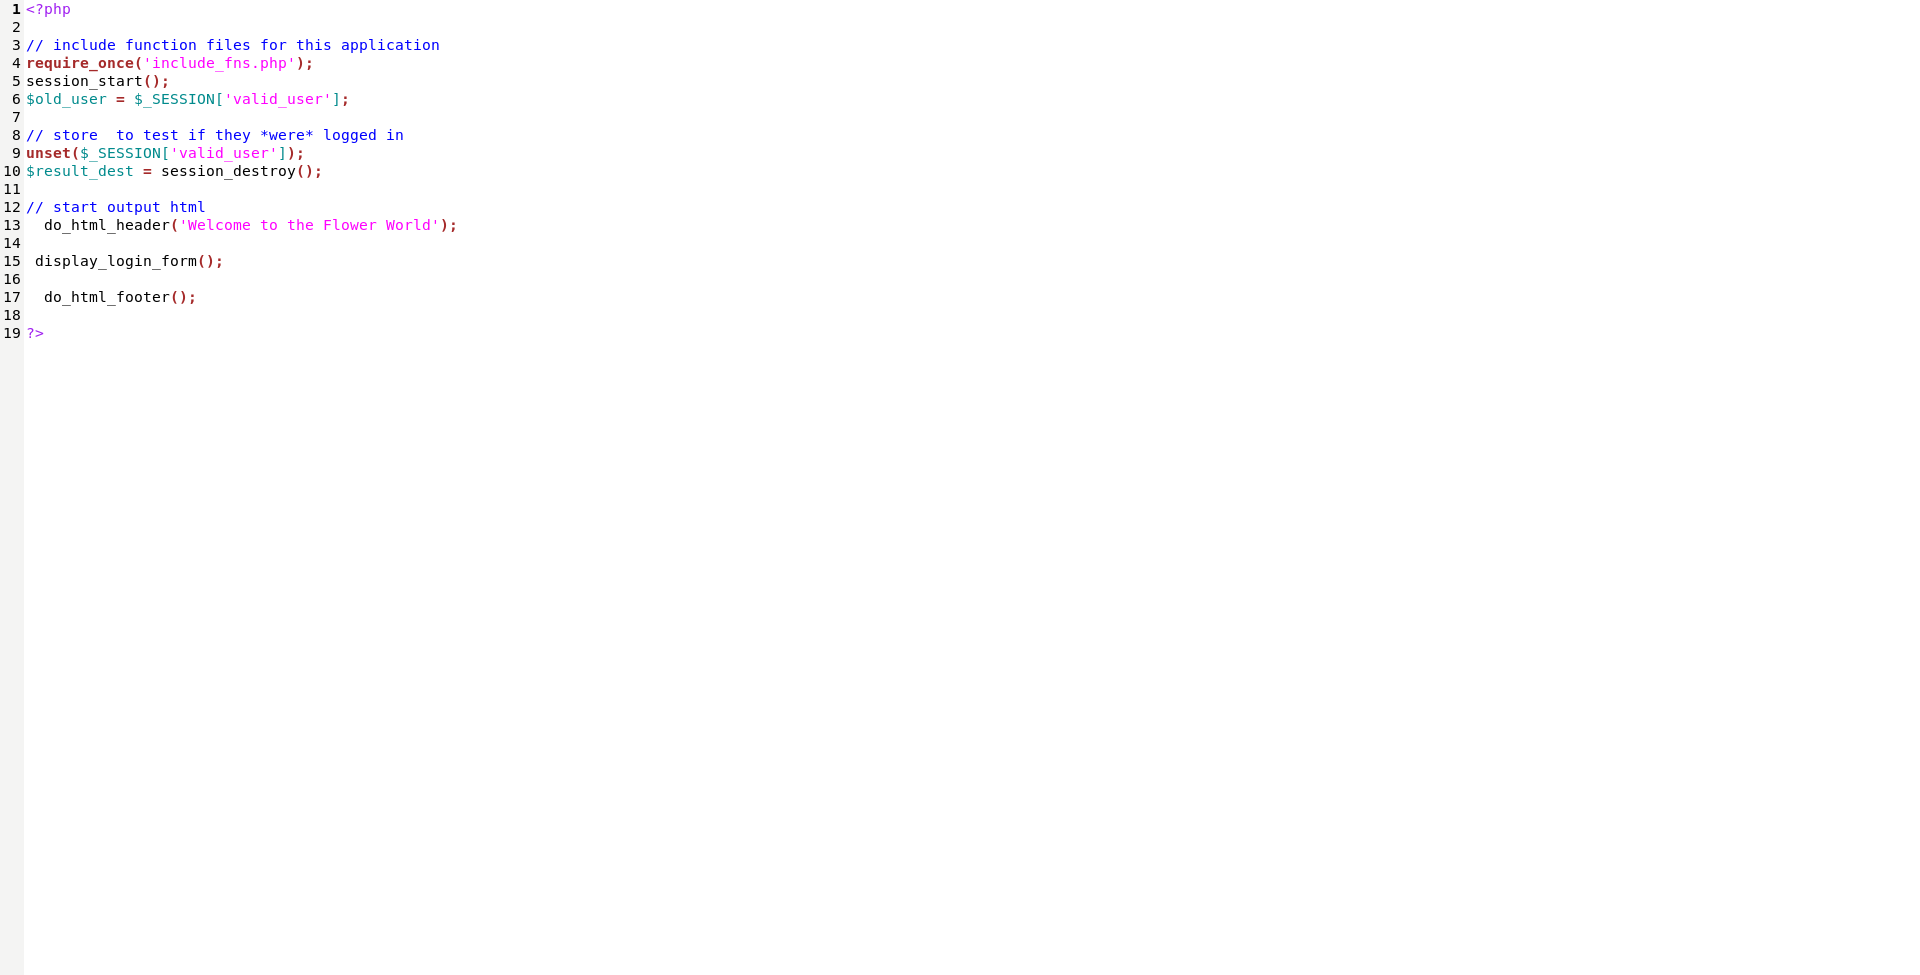 1 <?php
2
3 // include function files for this application
4 require_once('include_fns.php');
5 session_start();
6 $old_user = $_SESSION['valid_user'];
7
8 // store  to test if they *were* logged in
9 unset($_SESSION['valid_user']);
10 $result_dest = session_destroy();
11
12 // start output html
13   do_html_header('Welcome to the Flower World');
14
15  display_login_form();
16
17   do_html_footer();
18
19 ?>